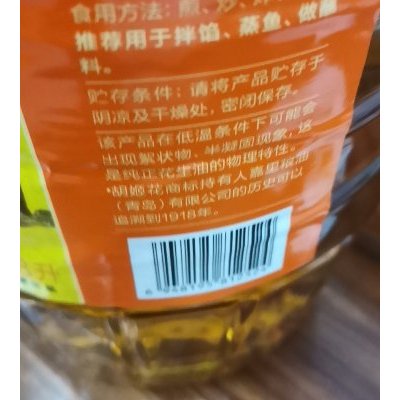 食用方法：煎、炒、炸
推荐用于拌馅、蒸鱼、做蘸
料。
贮存条件：请将产品贮存于
阴凉及干燥处，密闭保存。
该产品在低温条件下可能会
出现絮状物、半凝固现象，这
是纯正花生油的物理特性。
·胡姬花商标持有人嘉里粮油
（青岛）有限公司的历史可以
追溯到1918年。
升